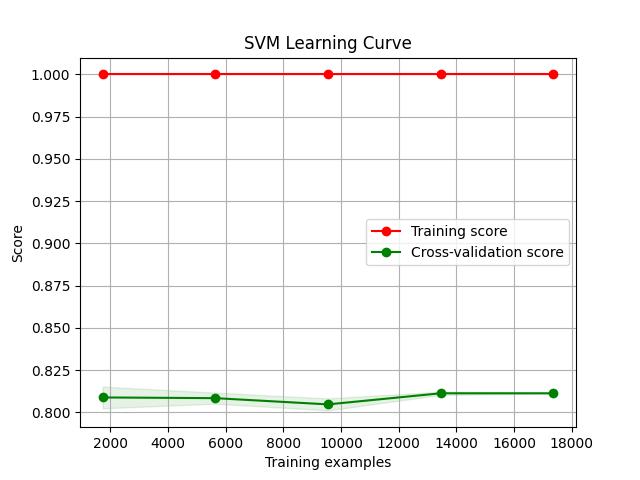 SVM Learning Curve
1.000
0.975
0.950
0.925
0.900
0.875
0.850
0.825
0.800
Score
Training score
Cross-validation score
2000 4000 6000 8000 10000 12000 14000 16000 18000
Training examples